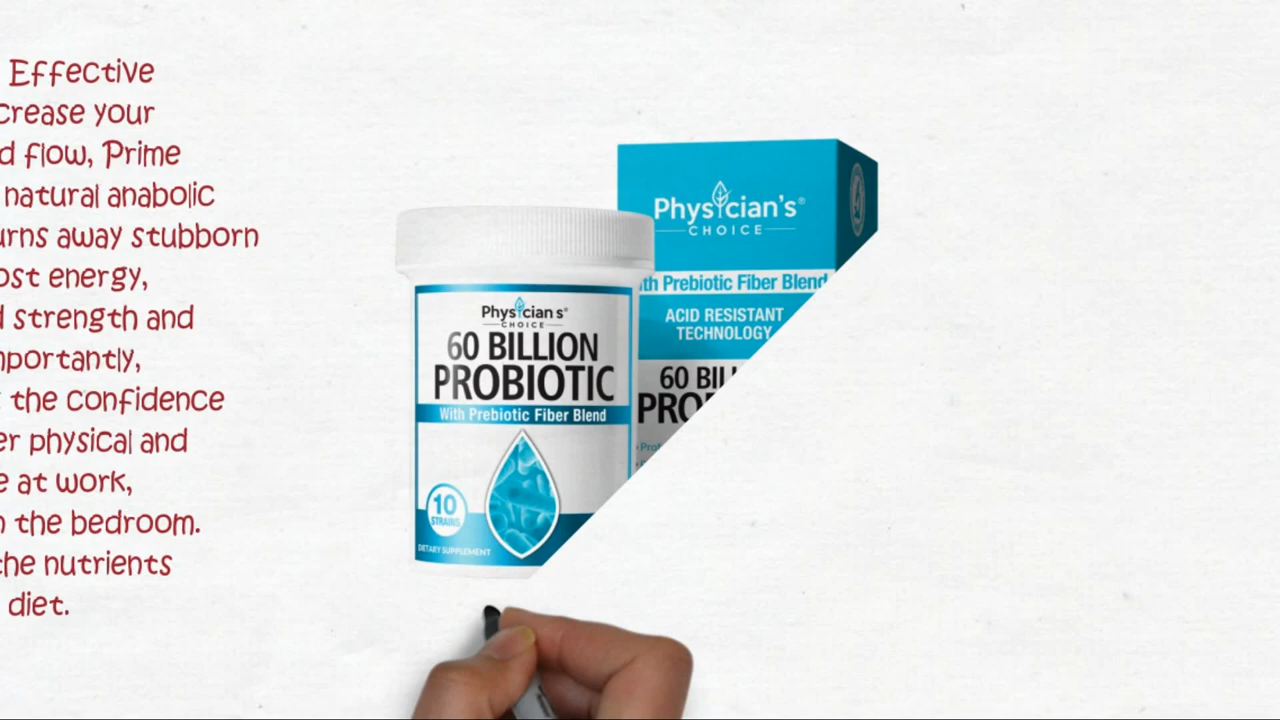 Effective
crease your
d flow, Prime
natural anabolic
urns away stubborn
ost energy,
d strength and
mportantly,
the confidence
er physical and
e at work,
n the bedroom.
the nutrients
diet.
Physician's®
CHOICE
th Prebiotic Fiber Blend
ACID RESISTANT
TECHNOLOGY
60 BILL
PRO
Physician's®
CHOICE
60 BILLION
PROBIOTIC
With Prebiotic Fiber Blend
10
STRAINS
DIETARY SUPPLEMENT